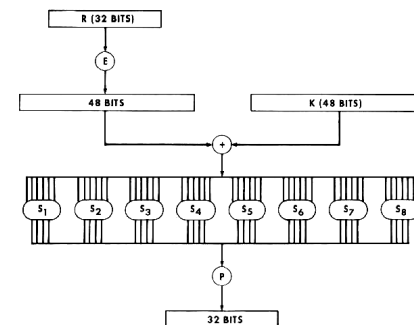 R (32 BITS)
E
48 BITS
K (48 BITS)
+
S1 S2 S3 S4 S5 S6 S7 S8
P
32 BITS